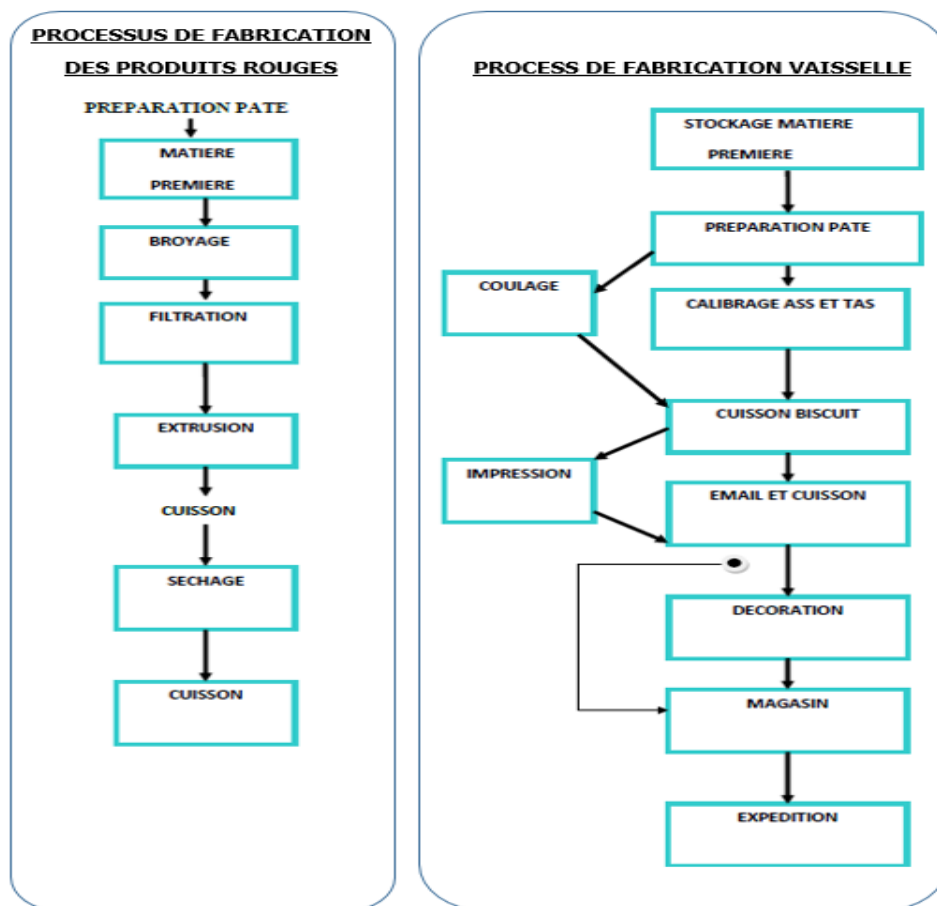 PROCESSUS DE FABRICATION
DES PRODUITS ROUGES
PREPARATION PATE
MATIERE
PREMIERE
BROYAGE
FILTRATION
EXTRUSION
CUISSON
SECHAGE
CUISSON
PROCESS DE FABRICATION VAISSELLE
STOCKAGE MATIERE
PREMIERE
PREPARATION PATE
COULAGE
CALIBRAGE ASS ET TAS
CUISSON BISCUIT
IMPRESSION
EMAIL ET CUISSON
DECORATION
MAGASIN
EXPEDITION